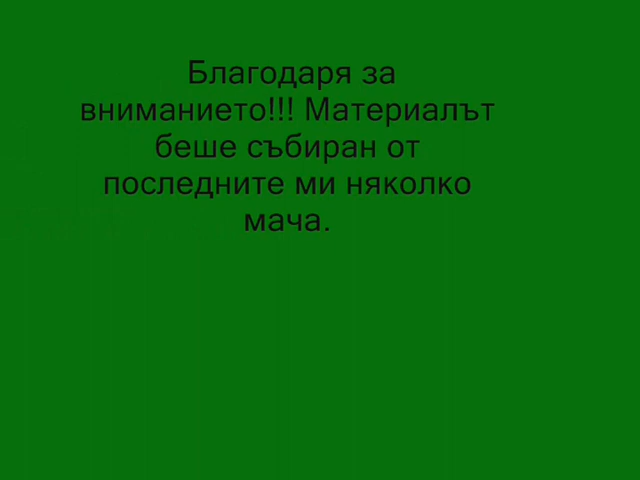 Благодаря за
вниманието!!! Материалът
беше събиран от
последните ми няколко
мача.